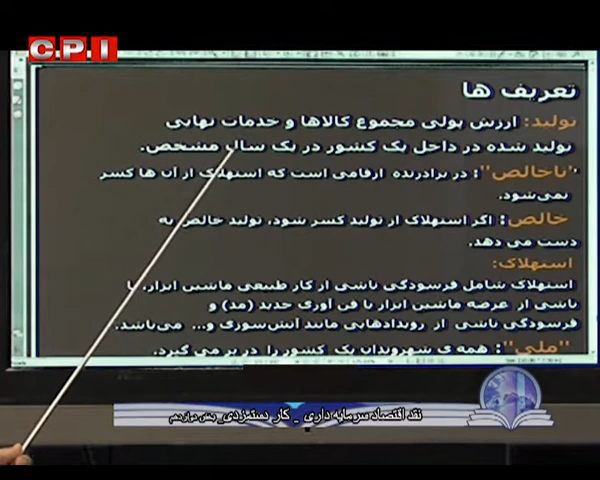 C.P.I
تعریف ها
تولید: ارزش پولی مجموع کالاها و خدمات نهایی
تولید شده در داخل یک کشور در یک سال مشخص.
"ناخالص": در برادرنده ارقامی است که استهلاک از آن ها کسر
نمی‌شود.
خالص: اگر استهلاک از تولید کسر شود، تولید خالص به
دست می دهد.
استهلاک:
استهلاک شامل فرسودگی ناشی از کار طبیعی ماشین ابزار، یا
ناشی از عرضه ماشین ابزار با فن آوری جدید (مد) و
فرسودگی ناشی از رویدادهایی مانند آتش‌سوزی و... می‌باشد.
"ملی": همه ی شهروندان یک کشور را در بر می گیرد.
نقد اقتصاد سرمایه داری _ کار دستمزدی_ بخش دوازدهم